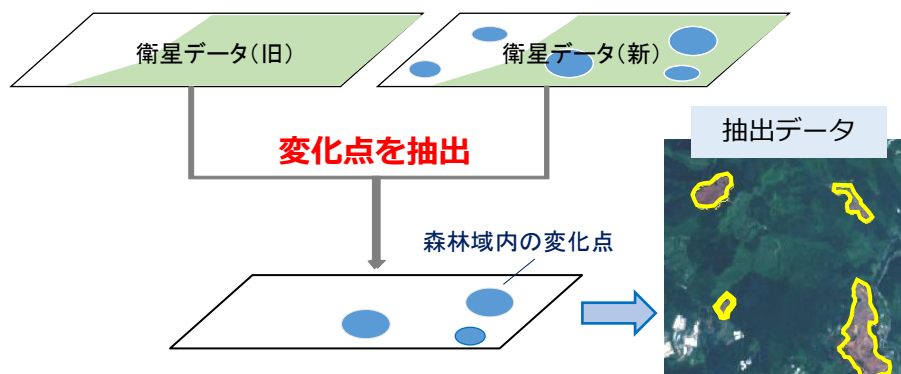 衛星データ(旧)
衛星データ(新)
変化点を抽出
抽出データ
森林域内の変化点